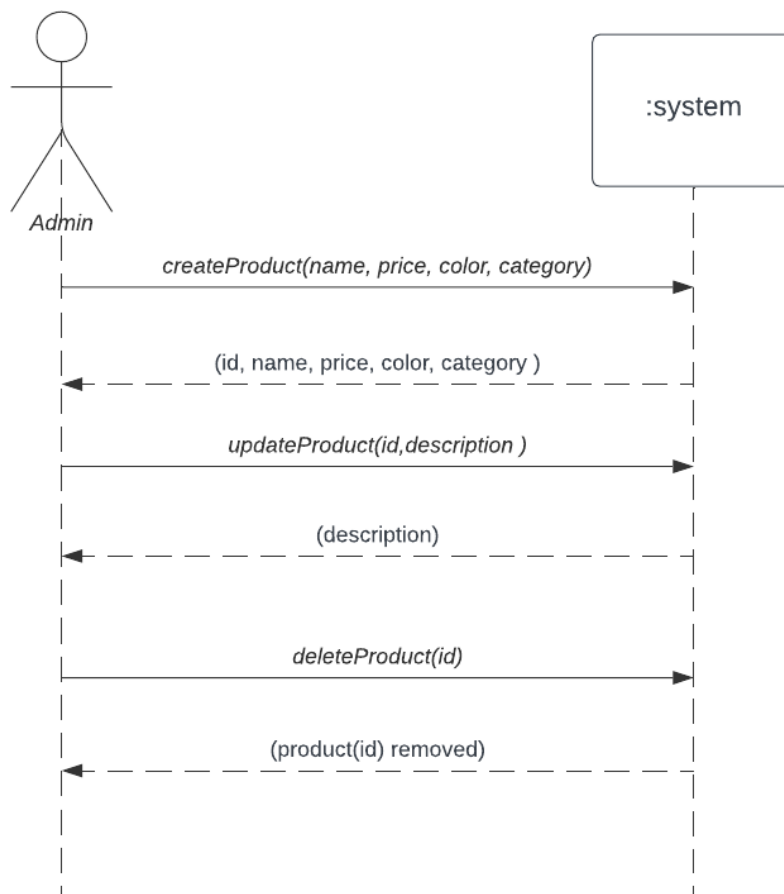 :system
Admin
createProduct(name, price, color, category)
(id, name, price, color, category )
updateProduct(id,description )
(description)
deleteProduct(id)
(product(id) removed)